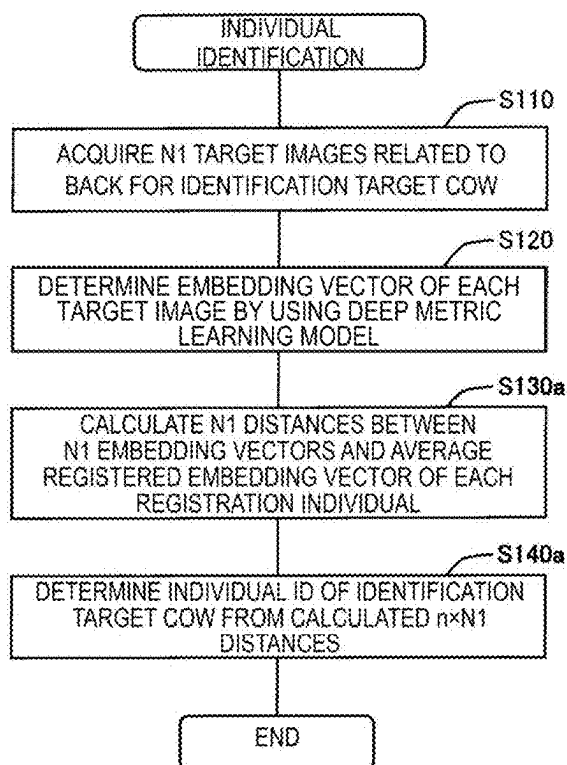 INDIVIDUAL
IDENTIFICATION
S110
ACQUIRE N1 TARGET IMAGES RELATED TO
BACK FOR IDENTIFICATION TARGET COW
S120
DETERMINE EMBEDDING VECTOR OF EACH
TARGET IMAGE BY USING DEEP METRIC
LEARNING MODEL
S130a
CALCULATE N1 DISTANCES BETWEEN
N1 EMBEDDING VECTORS AND AVERAGE
REGISTERED EMBEDDING VECTOR OF EACH
REGISTRATION INDIVIDUAL
S140a
DETERMINE INDIVIDUAL ID OF IDENTIFICATION
TARGET COW FROM CALCULATED n×N1
DISTANCES
END